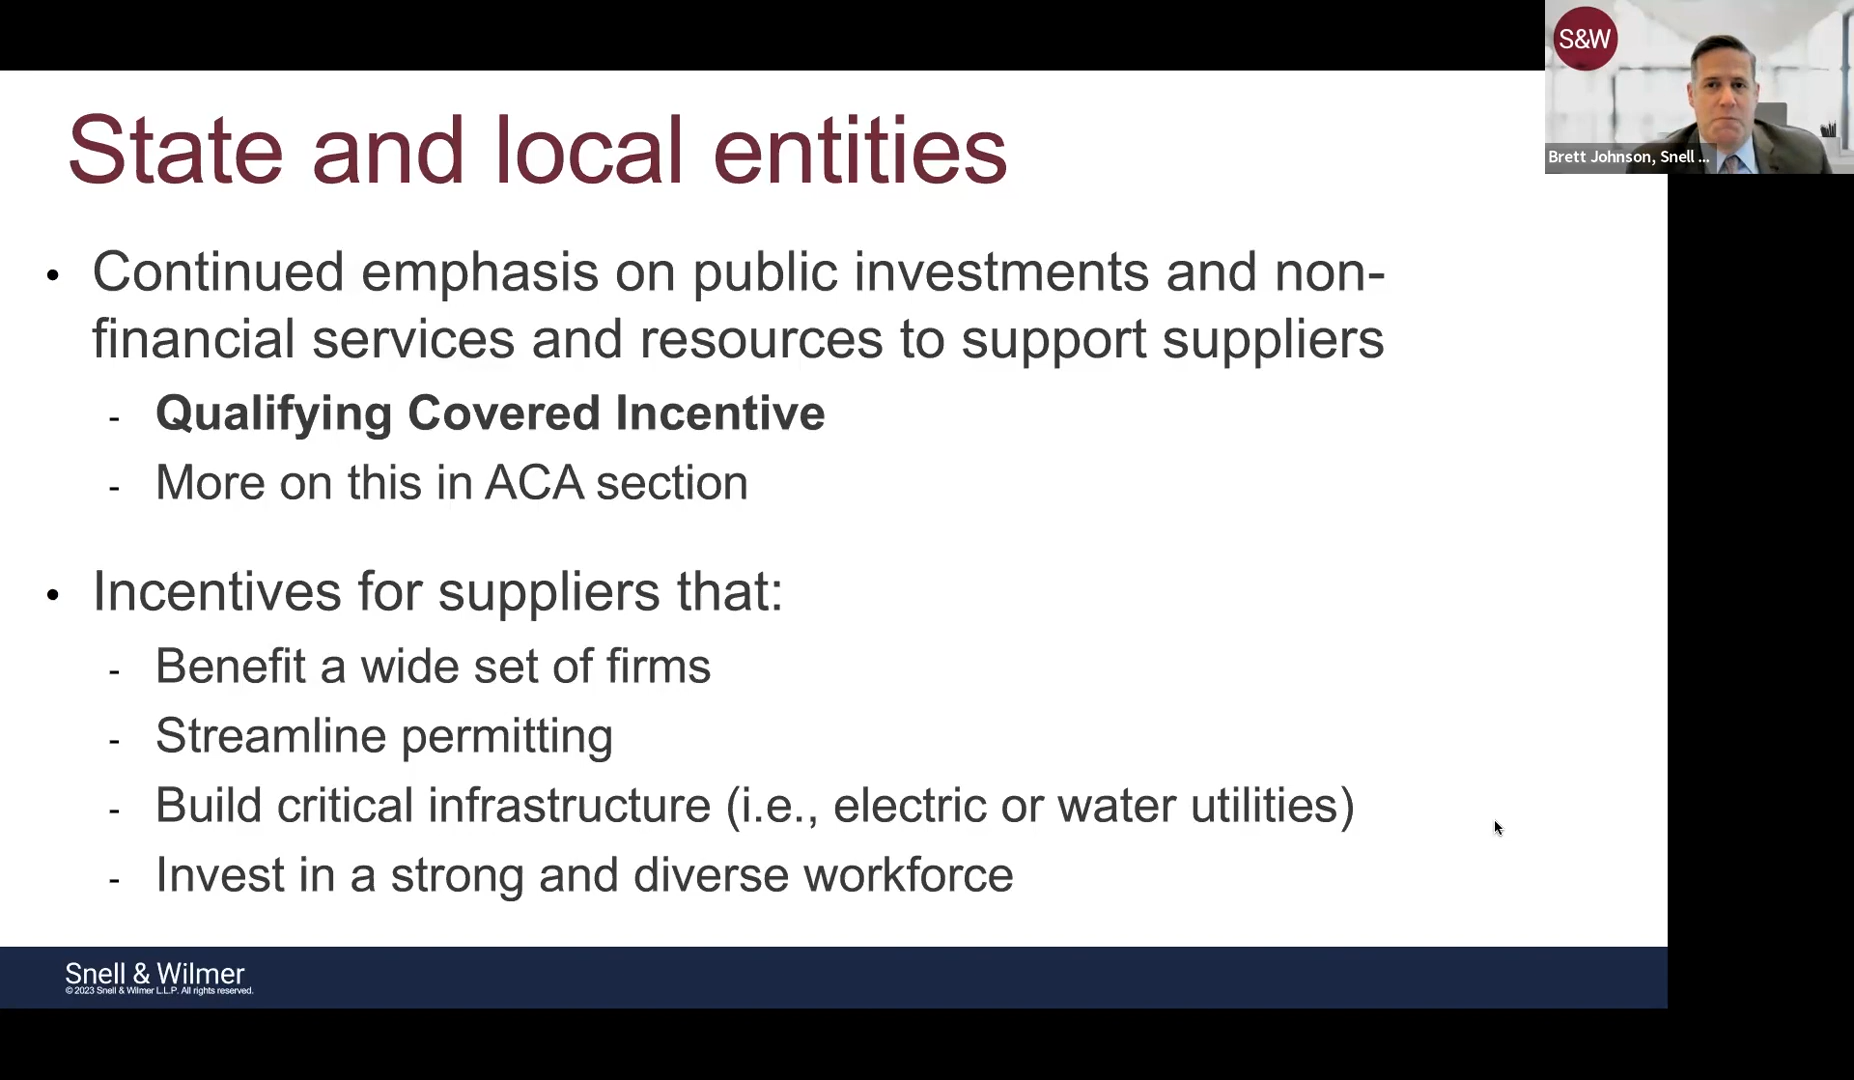 S&W
Brett Johnson, Snell ...
State and local entities
• Continued emphasis on public investments and non-
financial services and resources to support suppliers
- Qualifying Covered Incentive
- More on this in ACA section
• Incentives for suppliers that:
- Benefit a wide set of firms
- Streamline permitting
- Build critical infrastructure (i.e., electric or water utilities)
- Invest in a strong and diverse workforce
Snell & Wilmer
© 2023 Snell & Wilmer L.L.P. All rights reserved.